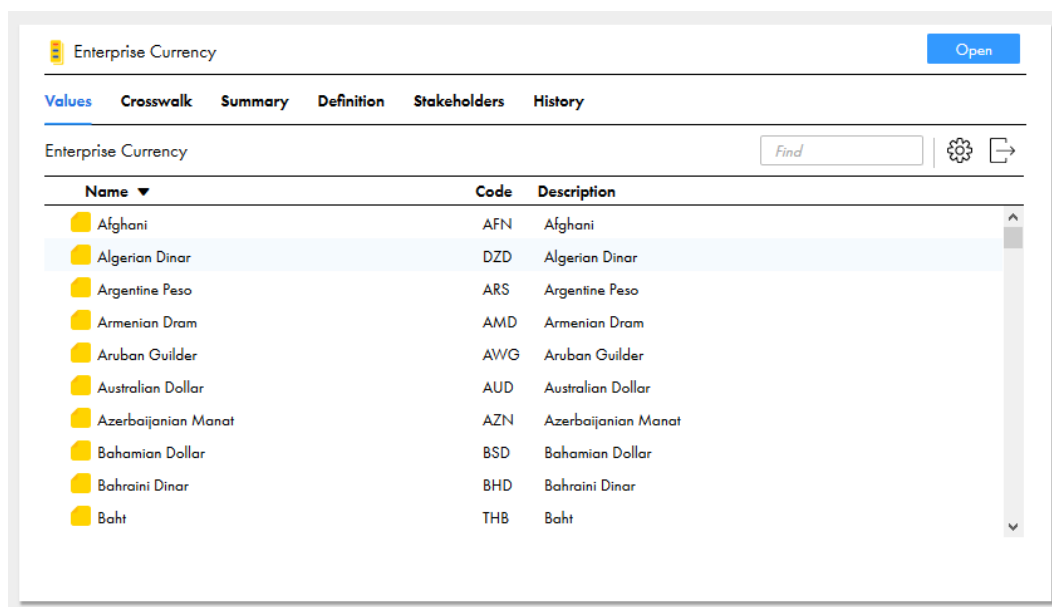 Enterprise Currency Open
Values Crosswalk Summary Definition Stakeholders History
Enterprise Currency Find
Name Code Description
Afghani AFN Afghani
Algerian Dinar DZD Algerian Dinar
Argentine Peso ARS Argentine Peso
Armenian Dram AMD Armenian Dram
Aruban Guilder AWG Aruban Guilder
Australian Dollar AUD Australian Dollar
Azerbaijanian Manat AZN Azerbaijanian Manat
Bahamian Dollar BSD Bahamian Dollar
Bahraini Dinar BHD Bahraini Dinar
Baht THB Baht